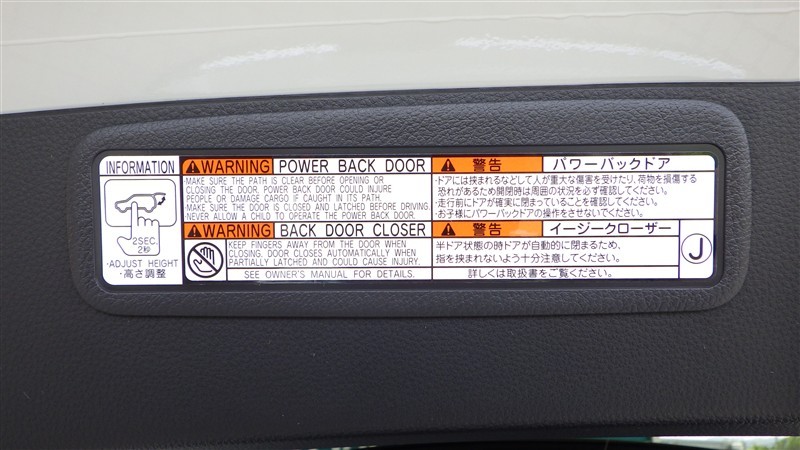 INFORMATION
2SEC.
2秒
·ADJUST HEIGHT
·高さ調整
WARNING POWER BACK DOOR
·MAKE SURE THE PATH IS CLEAR BEFORE OPENING OR
CLOSING THE DOOR. POWER BACK DOOR COULD INJURE
PEOPLE OR DAMAGE CARGO IF CAUGHT IN ITS PATH.
·MAKE SURE THE DOOR IS CLOSED AND LATCHED BEFORE DRIVING.
·NEVER ALLOW A CHILD TO OPERATE THE POWER BACK DOOR.
WARNING BACK DOOR CLOSER
KEEP FINGERS AWAY FROM THE DOOR WHEN
CLOSING. DOOR CLOSES AUTOMATICALLY WHEN
PARTIALLY LATCHED AND COULD CAUSE INJURY.
SEE OWNER'S MANUAL FOR DETAILS.
警告 パワーバックドア
·ドアには挟まれるなどして人が重大な傷害を受けたり、荷物を損傷する
恐れがあるため開閉時は周囲の状況を必ず確認してください。
·走行前にドアが確実に閉まっていることを確認してください。
·お子様にパワーバックドアの操作をさせないでください。
警告 イージークローザー
半ドア状態の時ドアが自動的に閉まるため、
指を挟まれないよう十分注意してください。
詳しくは取扱書をご覧ください。
J